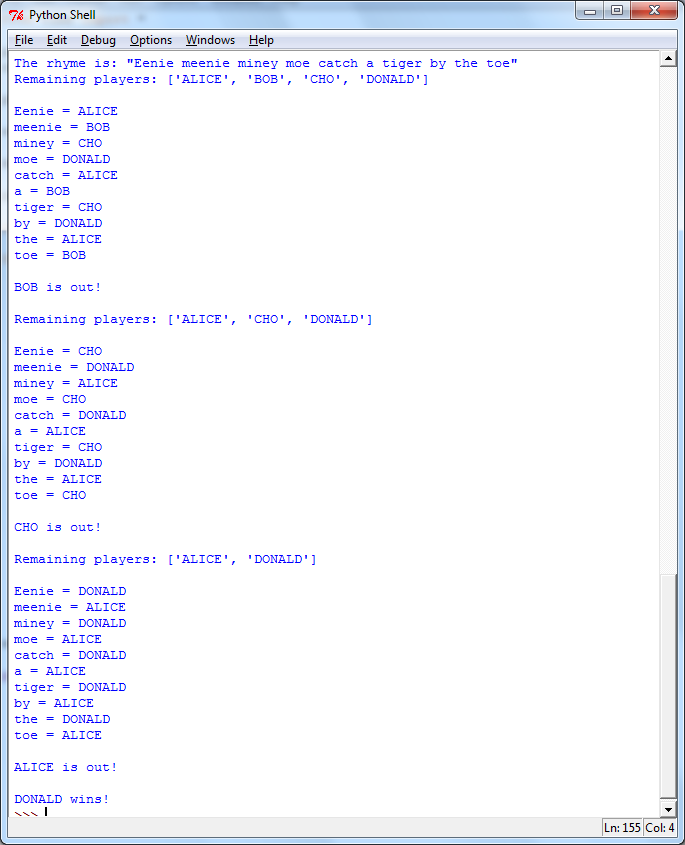 Python Shell
File Edit Debug Options Windows Help
The rhyme is: "Eenie meenie miney moe catch a tiger by the toe"
Remaining players: ['ALICE', 'BOB', 'CHO', 'DONALD']
Eenie = ALICE
meenie = BOB
miney = CHO
moe = DONALD
catch = ALICE
a = BOB
tiger = CHO
by = DONALD
the = ALICE
toe = BOB
BOB is out!
Remaining players: ['ALICE', 'CHO', 'DONALD']
Eenie = CHO
meenie = DONALD
miney = ALICE
moe = CHO
catch = DONALD
a = ALICE
tiger = CHO
by = DONALD
the = ALICE
toe = CHO
CHO is out!
Remaining players: ['ALICE', 'DONALD']
Eenie = DONALD
meenie = ALICE
miney = DONALD
moe = ALICE
catch = DONALD
a = ALICE
tiger = DONALD
by = ALICE
the = DONALD
toe = ALICE
ALICE is out!
DONALD wins!
>>>
Ln: 155 Col: 4